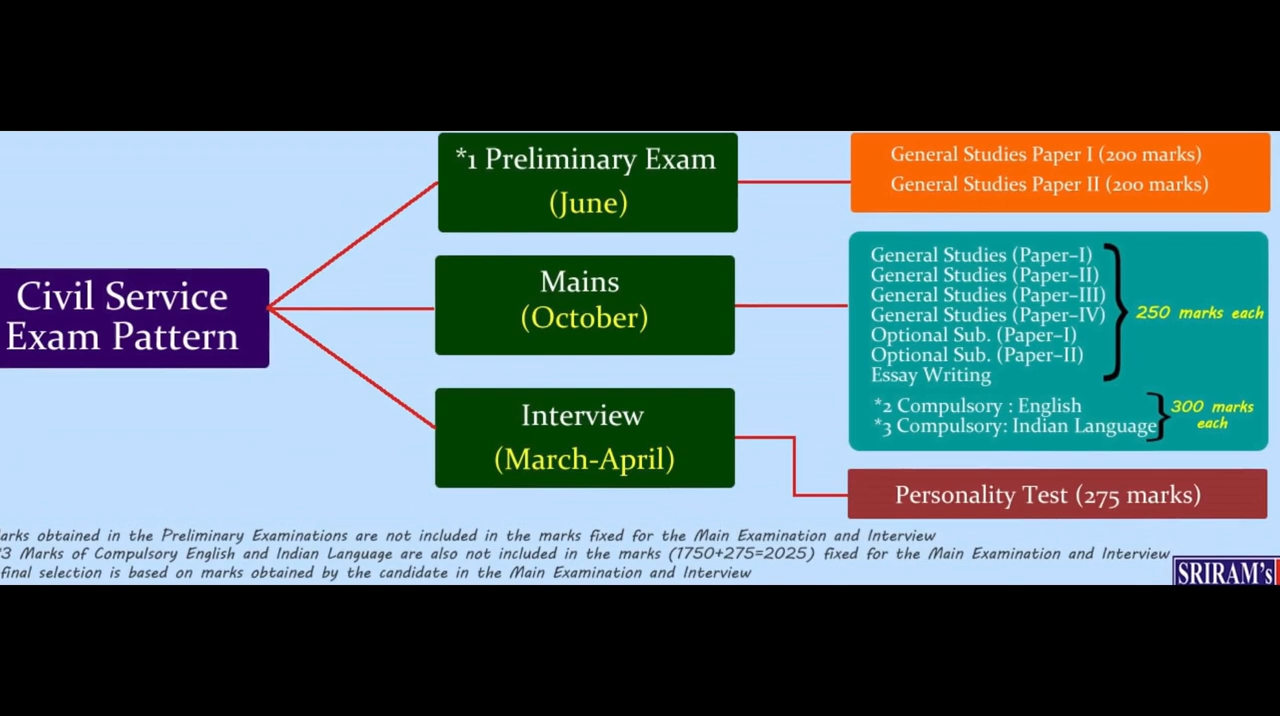 Civil Service
Exam Pattern
*1 Preliminary Exam
(June)
General Studies Paper I (200 marks)
General Studies Paper II (200 marks)
Mains
(October)
General Studies (Paper-I)
General Studies (Paper-II)
General Studies (Paper-III)
General Studies (Paper-IV)
Optional Sub. (Paper-I)
Optional Sub. (Paper-II)
Essay Writing
250 marks each
*2 Compulsory : English
*3 Compulsory: Indian Language
300 marks
each
Interview
(March-April)
Personality Test (275 marks)
obtained in the Preliminary Examinations are not included in the marks fixed for the Main Examination and Interview
3 Marks of Compulsory English and Indian Language are also not included in the marks (1750+275=2025) fixed for the Main Examination and Interview
final selection is based on marks obtained by the candidate in the Main Examination and Interview
SRIRAM's